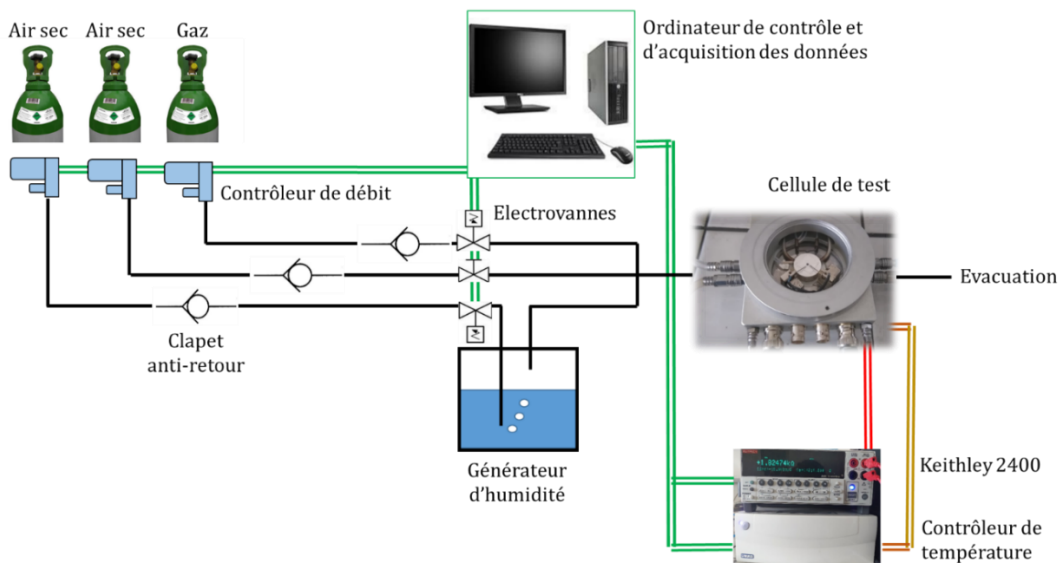 Air sec
Air sec
Gaz
Ordinateur de contrôle et
d'acquisition des données
Contrôleur de débit
Electrovannes
Cellule de test
Evacuation
Clapet
anti-retour
Générateur
d'humidité
Keithley 2400
Contrôleur de
température